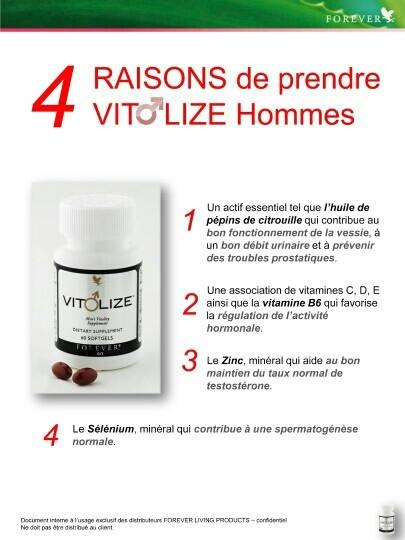 FOREVER
4 RAISONS de prendre
VIT♂LIZE Hommes
1 Un actif essentiel tel que l'huile de
pépins de citrouille qui contribue au
bon fonctionnement de la vessie, à
un bon débit urinaire et à prévenir
des troubles prostatiques.
VITOLIZE™
Men's Vitality
Supplement
DIETARY SUPPLEMENT
60 SOFTGELS
FOREVER
2 Une association de vitamines C, D, E
ainsi que la vitamine B6 qui favorise
la régulation de l'activité
hormonale.
3 Le Zinc, minéral qui aide au bon
maintien du taux normal de
testostérone.
4 Le Sélénium, minéral qui contribue à une spermatogénèse
normale.
Document interne à l'usage exclusif des distributeurs FOREVER LIVING PRODUCTS – confidentiel
Ne doit pas être distribué au client.